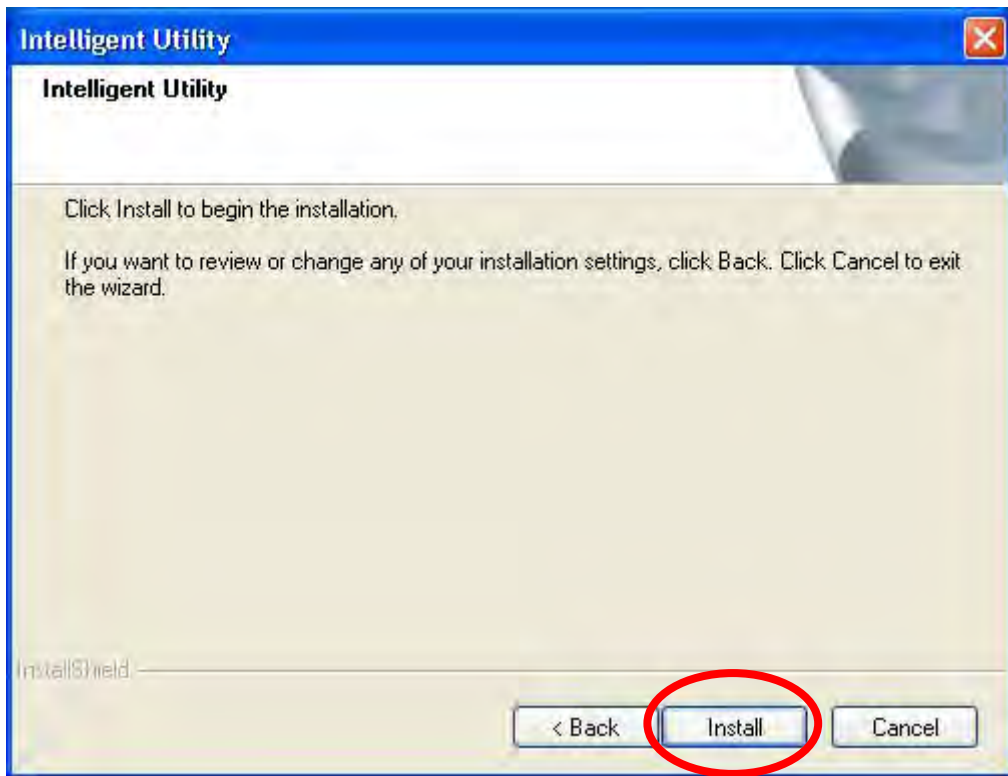 Intelligent Utility
Intelligent Utility
Click Install to begin the installation.
If you want to review or change any of your installation settings, click Back. Click Cancel to exit
the wizard.
InstallShield
< Back Install Cancel